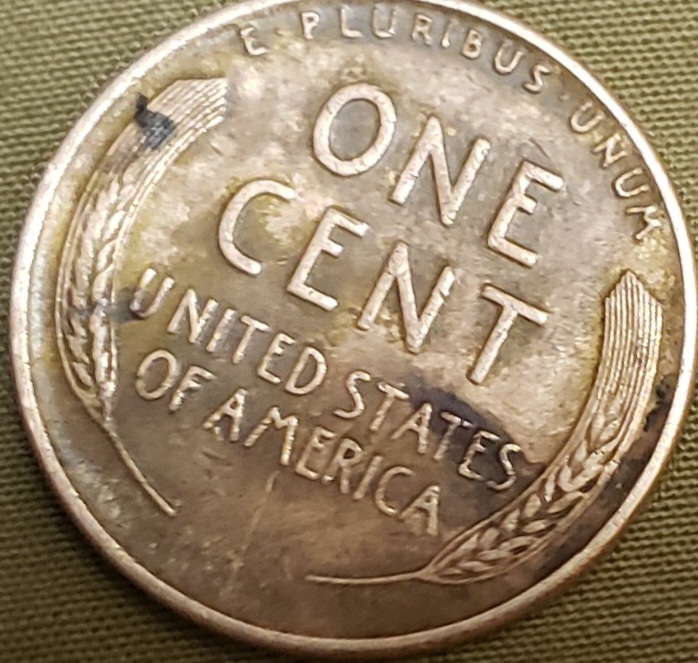 E · PLURIBUS · UNUM
ONE
CENT
UNITED STATES
OF AMERICA